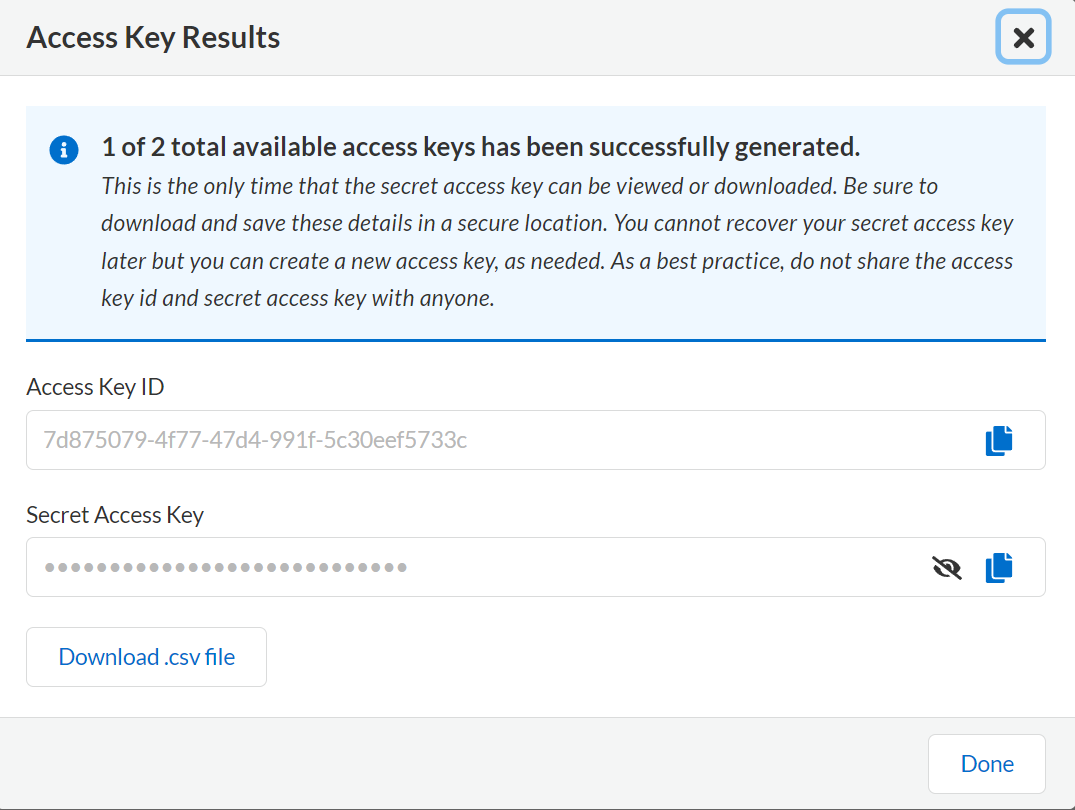 Access Key Results
1 of 2 total available access keys has been successfully generated.
This is the only time that the secret access key can be viewed or downloaded. Be sure to
download and save these details in a secure location. You cannot recover your secret access key
later but you can create a new access key, as needed. As a best practice, do not share the access
key id and secret access key with anyone.
Access Key ID
7d875079-4f77-47d4-991f-5c30eef5733c
Secret Access Key
••••••••••••••••••••••••••••
Download .csv file
Done